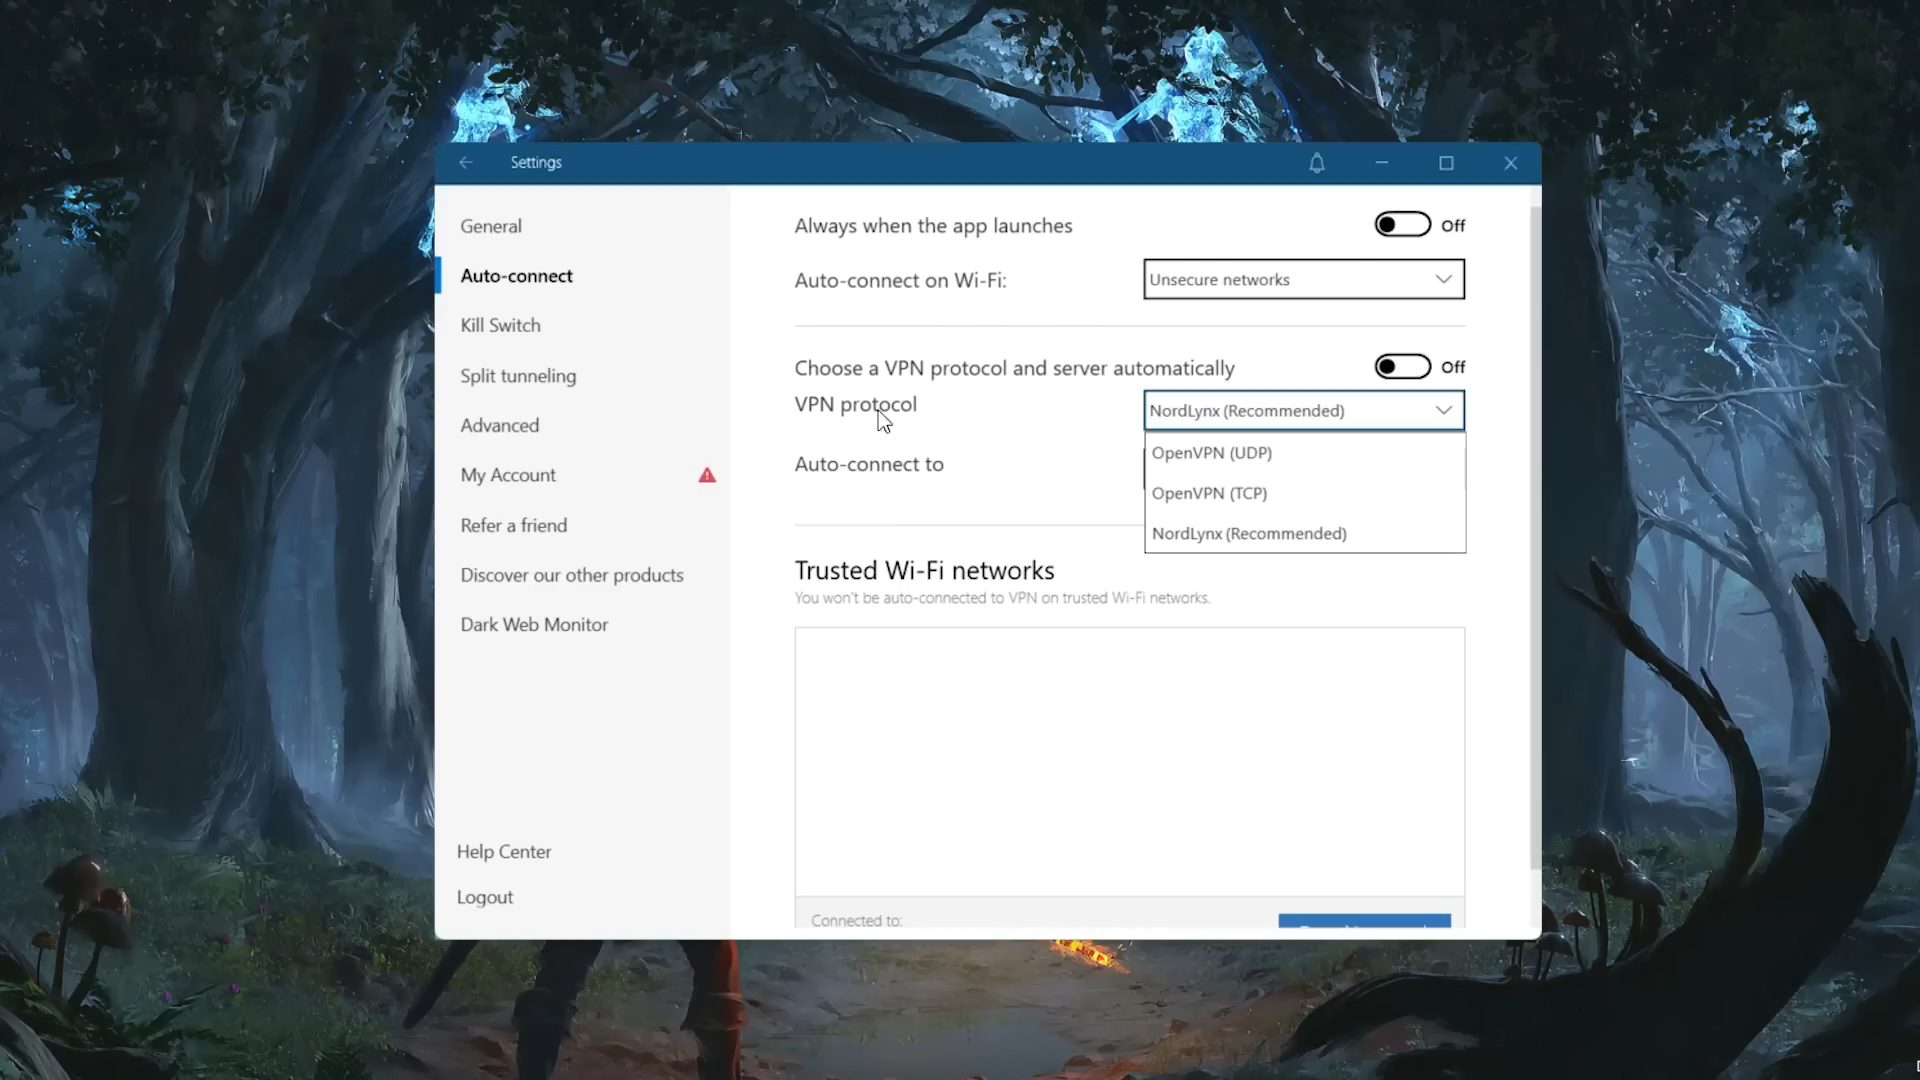 Settings
General
Auto-connect
Kill Switch
Split tunneling
Advanced
My Account
Refer a friend
Discover our other products
Dark Web Monitor
Help Center
Logout
Always when the app launches
Off
Auto-connect on Wi-Fi:
Unsecure networks
Choose a VPN protocol and server automatically
Off
VPN protocol
NordLynx (Recommended)
OpenVPN (UDP)
OpenVPN (TCP)
NordLynx (Recommended)
Auto-connect to
Trusted Wi-Fi networks
You won't be auto-connected to VPN on trusted Wi-Fi networks.
Connected to: